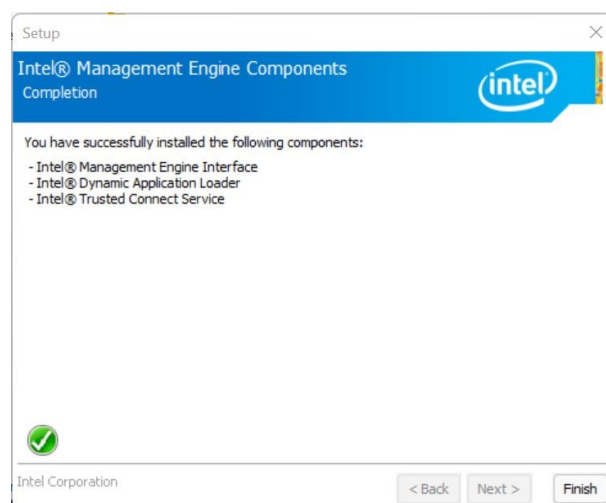 Setup
Intel® Management Engine Components
Completion
intel
You have successfully installed the following components:
- Intel® Management Engine Interface
- Intel® Dynamic Application Loader
- Intel® Trusted Connect Service
Intel Corporation
< Back Next > Finish